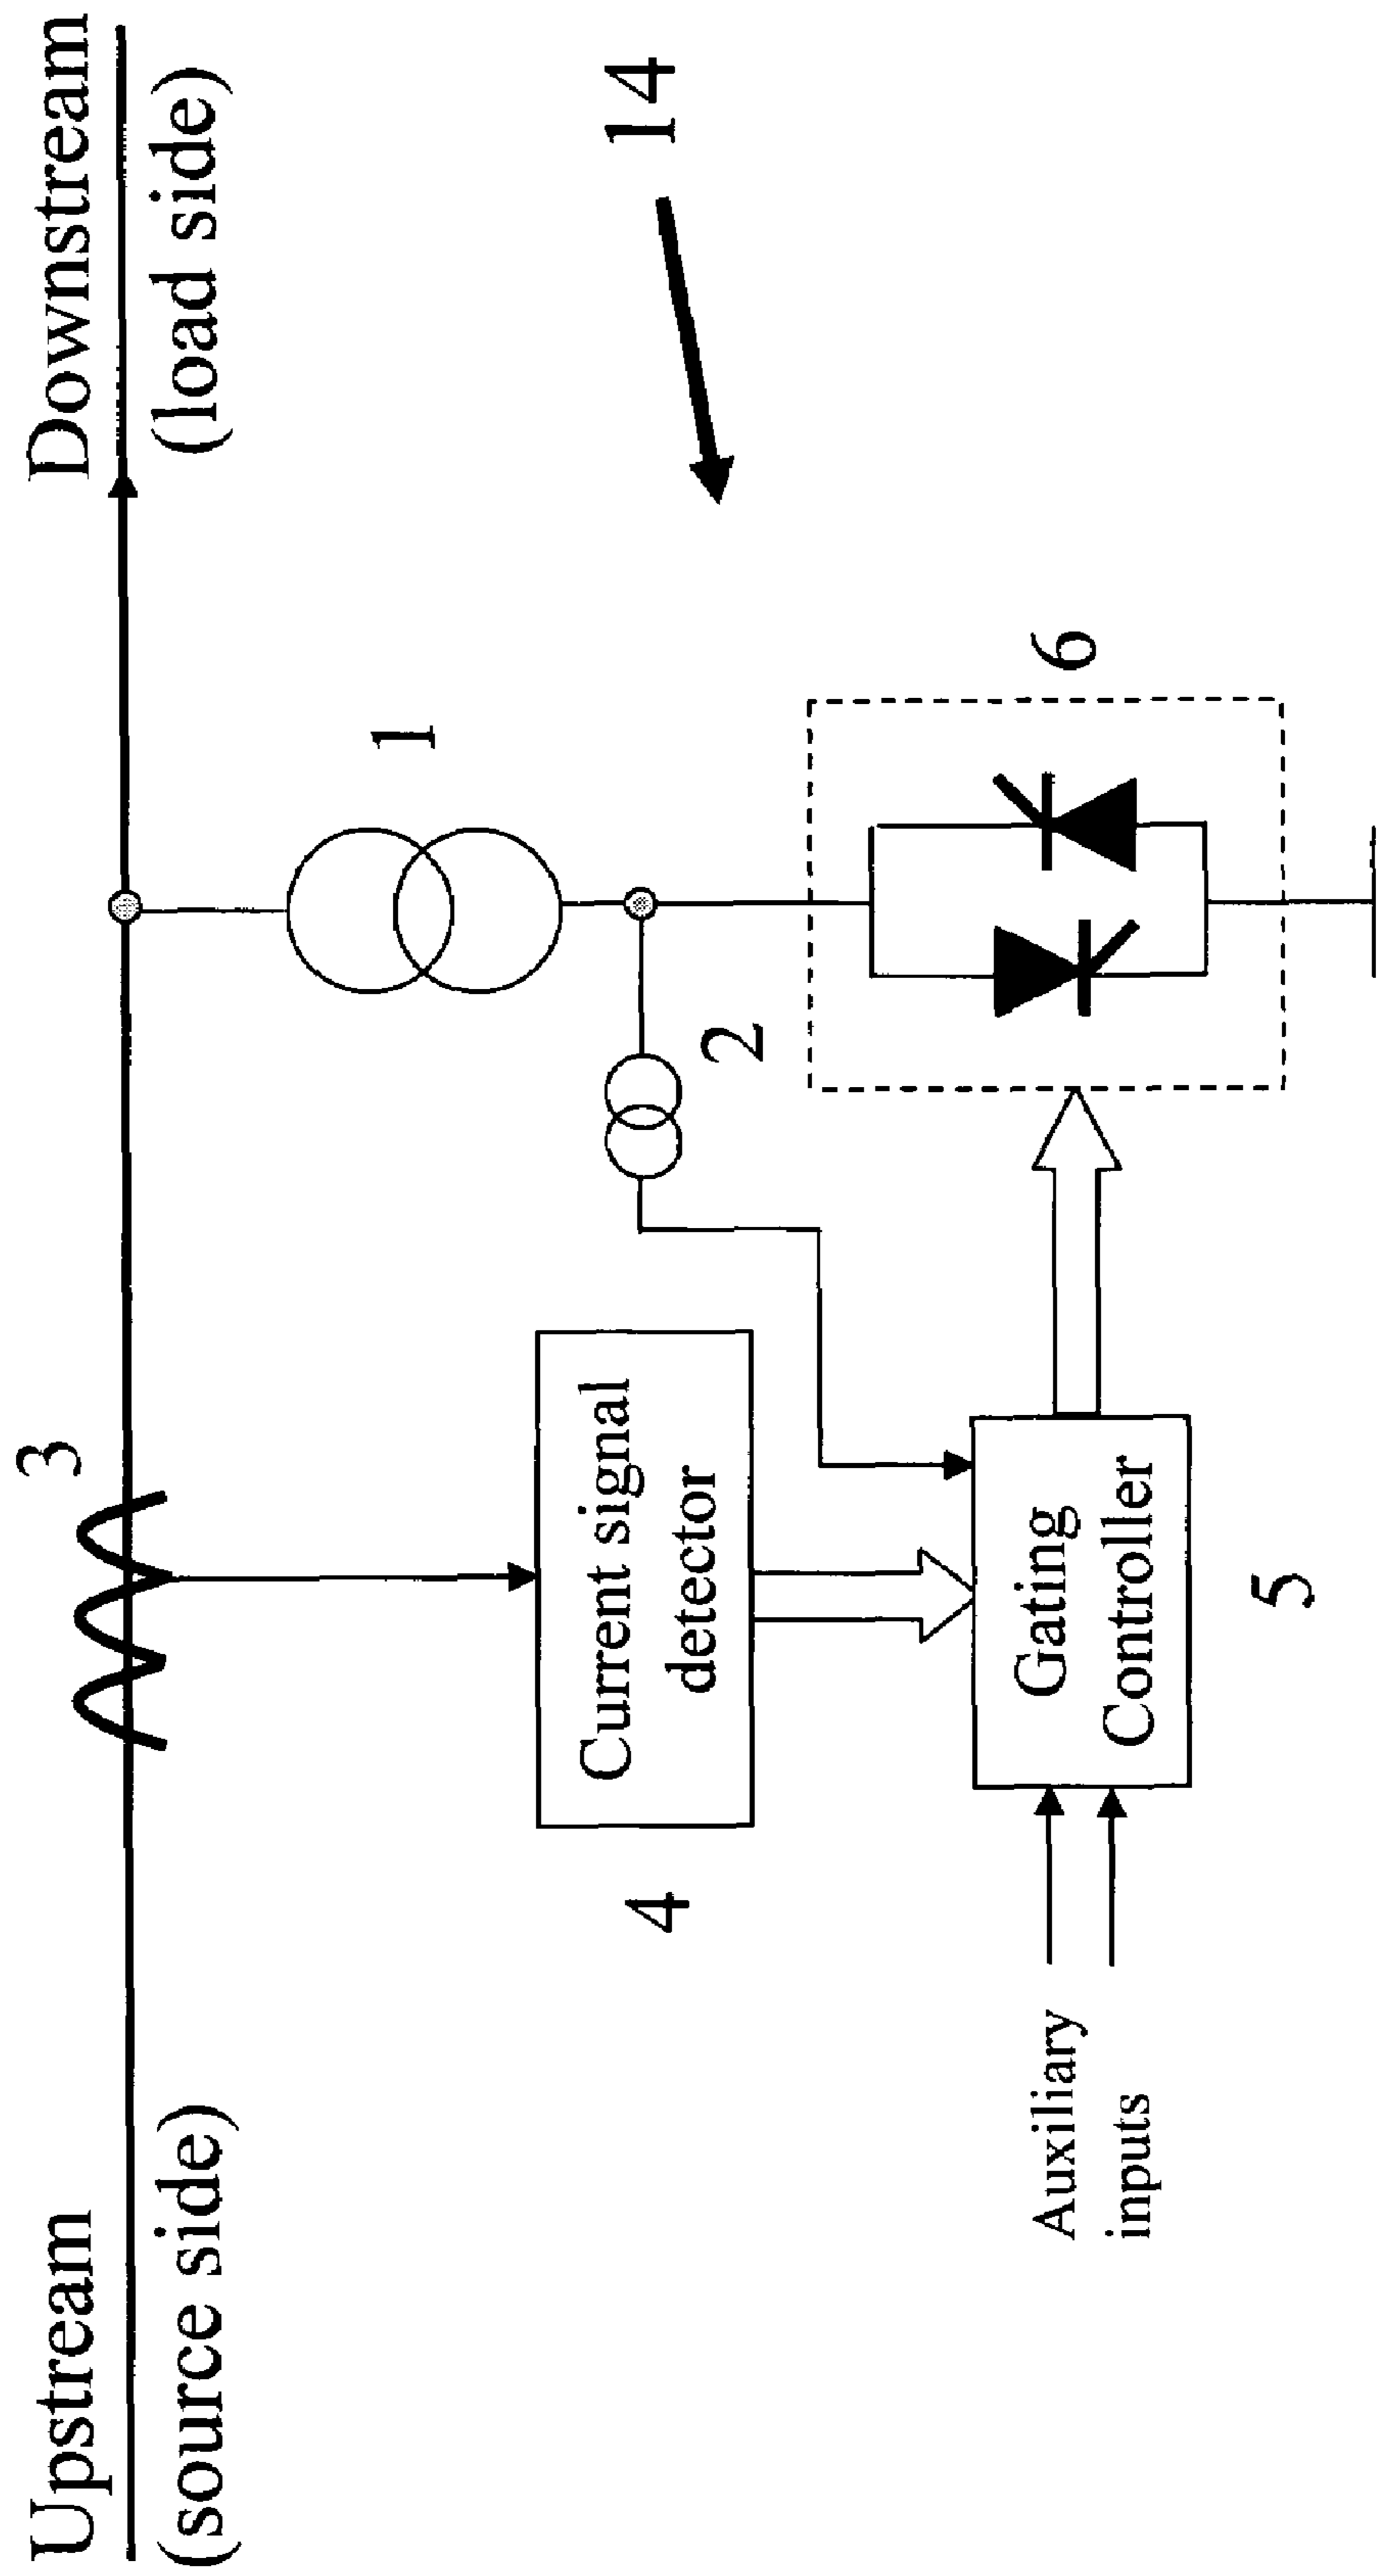 Upstream
(source side)
3
Downstream
(load side)
1
14
2
4
Current signal
detector
6
Auxiliary
inputs
Gating
Controller
5